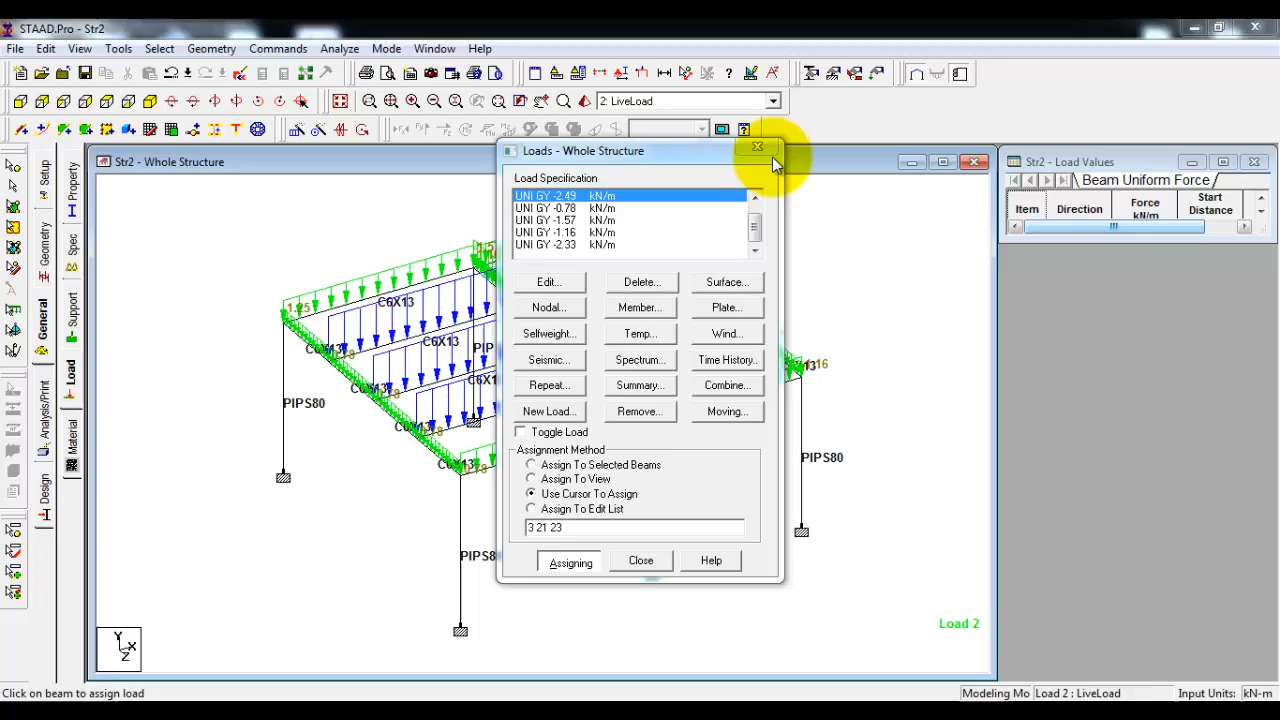 STAAD.Pro - Str2
File Edit View Tools Select Geometry Commands Analyze Mode Window Help
2: LiveLoad
Str2 - Whole Structure
Loads - Whole Structure
Load Specification
UNI GY -2.49 kN/m
UNI GY -0.78 kN/m
UNI GY -1.57 kN/m
UNI GY -1.16 kN/m
UNI GY -2.33 kN/m
Edit... Delete... Surface...
Nodal... Member... Plate...
Selfweight... Temp... Wind...
Seismic... Spectrum... Time History..
Repeat... Summary... Combine...
New Load... Remove... Moving...
Toggle Load
Assignment Method
Assign To Selected Beams
Assign To View
Use Cursor To Assign
Assign To Edit List
3 21 23
Assigning Close Help
Str2 - Load Values
Beam Uniform Force
Item Direction Force kN/m Start Distance
Setup
Geometry
General
Analysis/Print
Design
Property
Spec
Support
Load
Material
1.25
C6X13
C6X13
C6X13
PIPS80
PIPS80
Load 2
Y
X
Z
Click on beam to assign load
Modeling Mo Load 2 : LiveLoad Input Units: kN-m